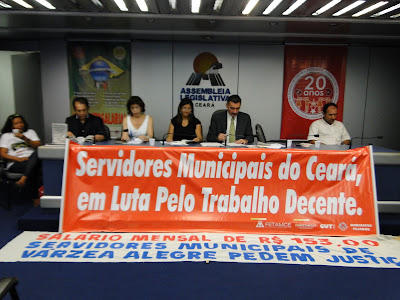 ASSEMBLEIA
LEGISLATIVA
CEARÁ
20
anos
Servidores Municipais do Ceará,
em Luta Pelo Trabalho Decente.
FETAMCE
CUT
SALÁRIO MENSAL DE R$ 153,00
SERVIDORES MUNICIPAIS DE
VARZEA ALEGRE PEDEM JUSTIÇ